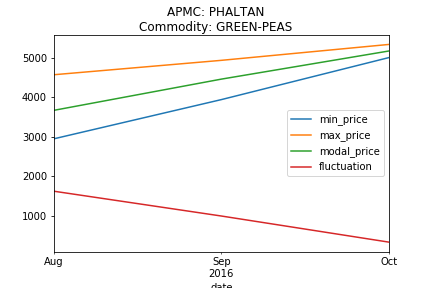 APMC: PHALTAN
Commodity: GREEN-PEAS
5000
4000
3000
2000
1000
min_price
max_price
modal_price
fluctuation
Aug
Sep
Oct
2016
date